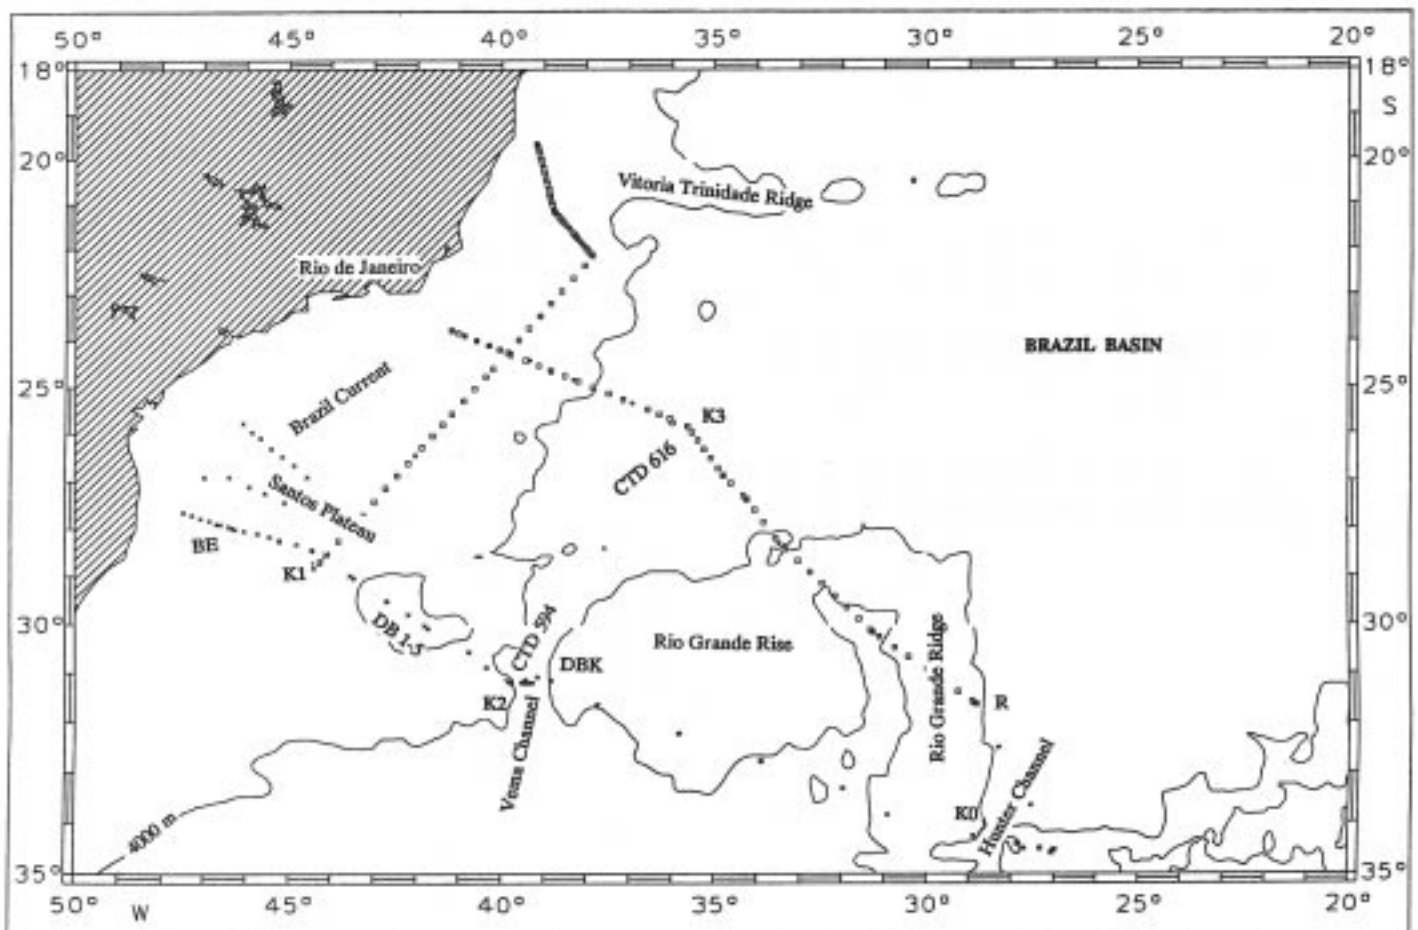 50° 45° 40° 35° 30° 25° 20°
18° 18°
S
20° 20°
Vitoria Trinidade Ridge
Rio de Janeiro
BRAZIL BASIN
25° 25°
Brazil Current
K3
CTD 616
Santos Plateau
BE
K1
30° 30°
DB 1-3
CTD 594
Rio Grande Rise
Rio Grande Ridge
DBK
K2
R
Vema Channel
Hunter Channel
K0
4000 m
35° 35°
50° W 45° 40° 35° 30° 25° 20°